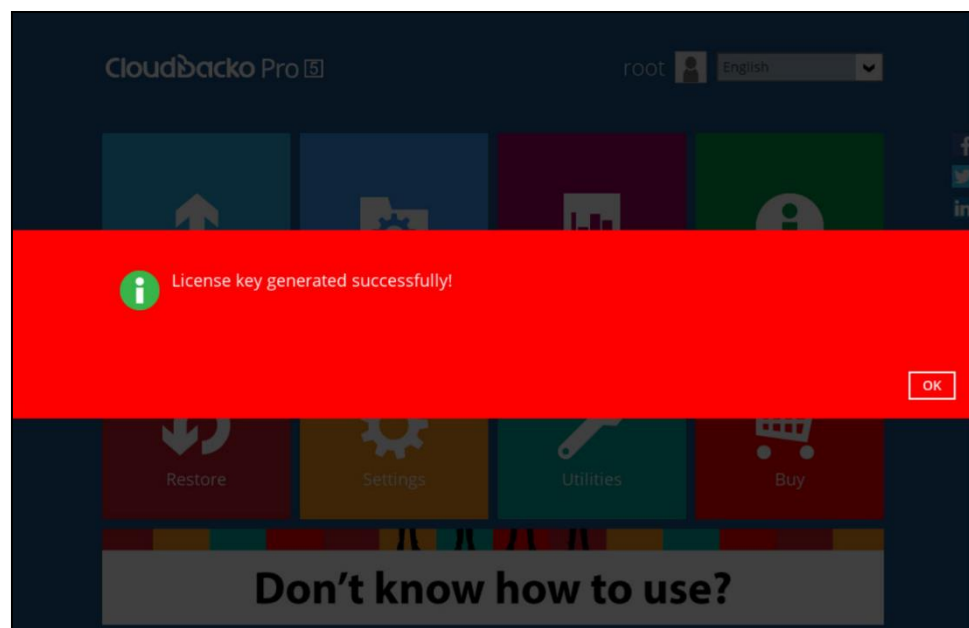 Cloudbacko Pro 5
root
English
License key generated successfully!
OK
Restore
Settings
Utilities
Buy
Don't know how to use?